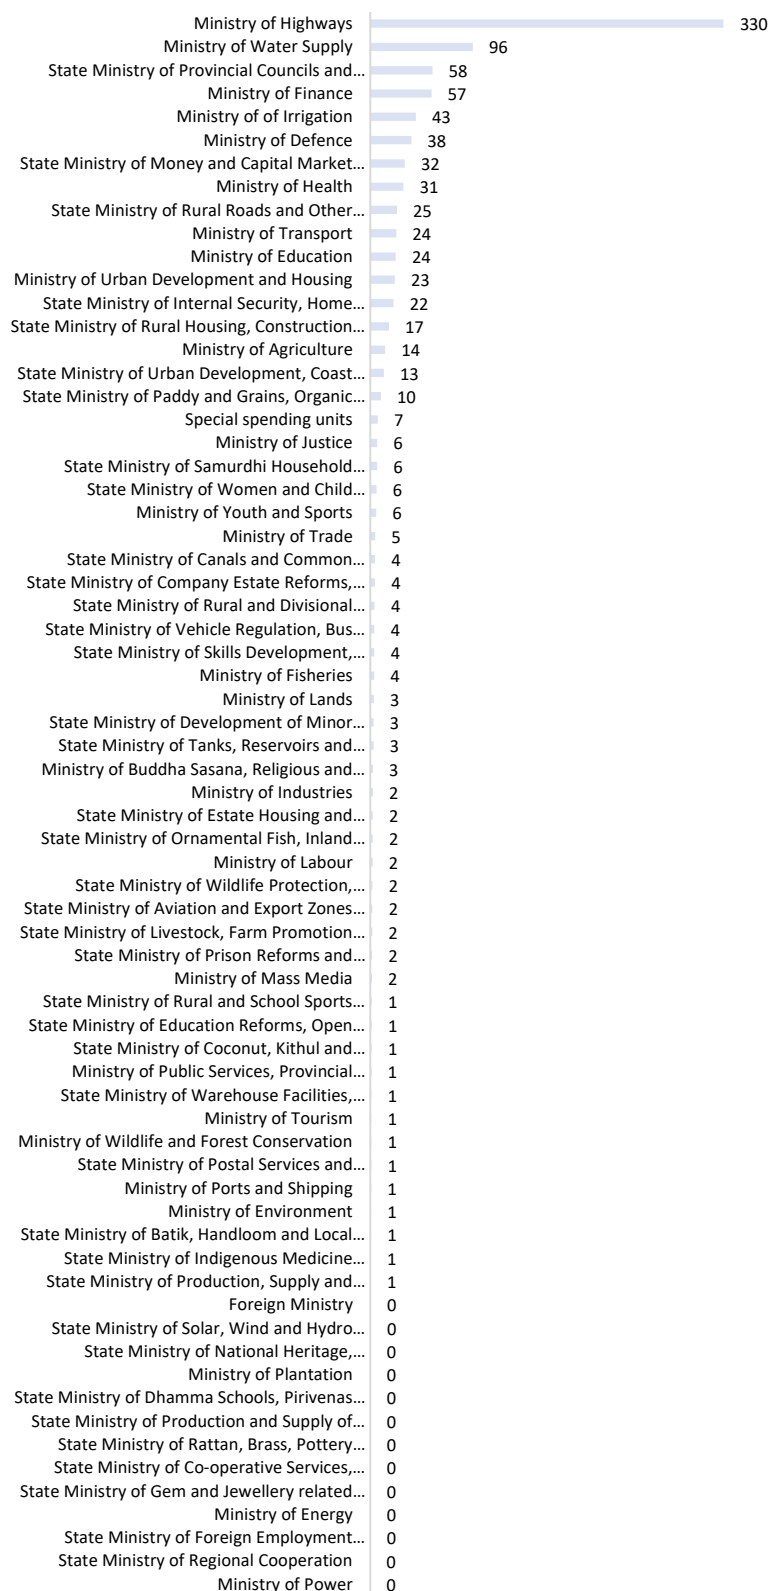 Ministry of Highways 330
Ministry of Water Supply 96
State Ministry of Provincial Councils and... 58
Ministry of Finance 57
Ministry of of Irrigation 43
Ministry of Defence 38
State Ministry of Money and Capital Market... 32
Ministry of Health 31
State Ministry of Rural Roads and Other... 25
Ministry of Transport 24
Ministry of Education 24
Ministry of Urban Development and Housing 23
State Ministry of Internal Security, Home... 22
State Ministry of Rural Housing, Construction... 17
Ministry of Agriculture 14
State Ministry of Urban Development, Coast... 13
State Ministry of Paddy and Grains, Organic... 10
Special spending units 7
Ministry of Justice 6
State Ministry of Samurdhi Household... 6
State Ministry of Women and Child... 6
Ministry of Youth and Sports 6
Ministry of Trade 5
State Ministry of Canals and Common... 4
State Ministry of Company Estate Reforms,... 4
State Ministry of Rural and Divisional... 4
State Ministry of Vehicle Regulation, Bus... 4
State Ministry of Skills Development,... 4
Ministry of Fisheries 4
Ministry of Lands 3
State Ministry of Development of Minor... 3
State Ministry of Tanks, Reservoirs and... 3
Ministry of Buddha Sasana, Religious and... 3
Ministry of Industries 2
State Ministry of Estate Housing and... 2
State Ministry of Ornamental Fish, Inland... 2
Ministry of Labour 2
State Ministry of Wildlife Protection,... 2
State Ministry of Aviation and Export Zones... 2
State Ministry of Livestock, Farm Promotion... 2
State Ministry of Prison Reforms and... 2
Ministry of Mass Media 2
State Ministry of Rural and School Sports... 1
State Ministry of Education Reforms, Open... 1
State Ministry of Coconut, Kithul and... 1
Ministry of Public Services, Provincial... 1
State Ministry of Warehouse Facilities,... 1
Ministry of Tourism 1
Ministry of Wildlife and Forest Conservation 1
State Ministry of Postal Services and... 1
Ministry of Ports and Shipping 1
Ministry of Environment 1
State Ministry of Batik, Handloom and Local... 1
State Ministry of Indigenous Medicine... 1
State Ministry of Production, Supply and... 1
Foreign Ministry 0
State Ministry of Solar, Wind and Hydro... 0
State Ministry of National Heritage,... 0
Ministry of Plantation 0
State Ministry of Dhamma Schools, Pirivenas... 0
State Ministry of Production and Supply of... 0
State Ministry of Rattan, Brass, Pottery... 0
State Ministry of Co-operative Services,... 0
State Ministry of Gem and Jewellery related... 0
Ministry of Energy 0
State Ministry of Foreign Employment... 0
State Ministry of Regional Cooperation 0
Ministry of Power 0